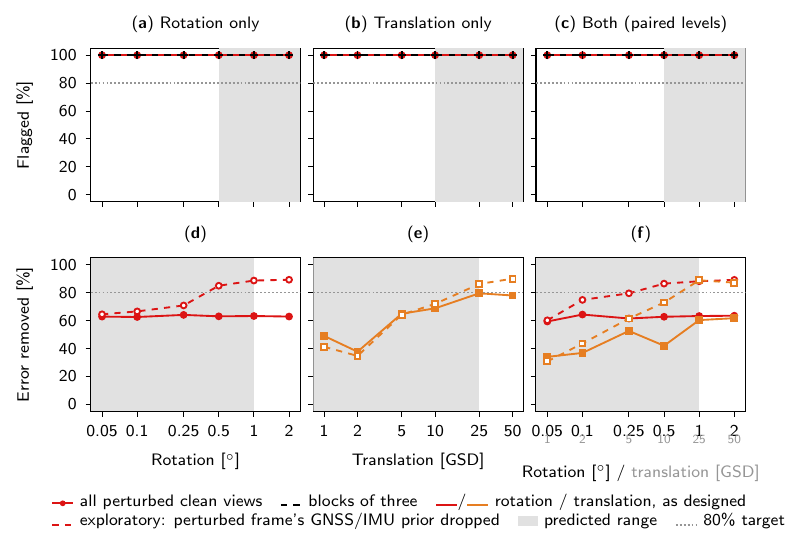 (a) Rotation only
(b) Translation only
(c) Both (paired levels)
Flagged [%]
100
80
60
40
20
0
(d)
(e)
(f)
Error removed [%]
100
80
60
40
20
0
0.05 0.1 0.25 0.5 1 2
1 2 5 10 25 50
0.05 0.1 0.25 0.5 1 2
1 2 5 10 25 50
Rotation [°]
Translation [GSD]
Rotation [°] / translation [GSD]
all perturbed clean views blocks of three / rotation / translation, as designed
exploratory: perturbed frame's GNSS/IMU prior dropped predicted range 80% target